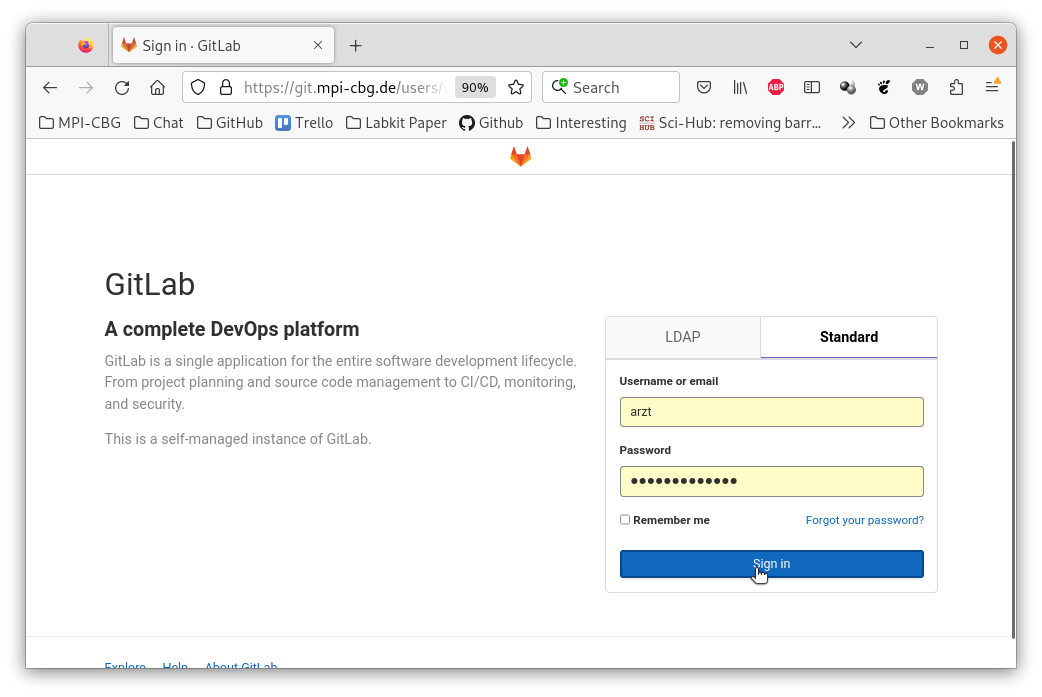 Sign in · GitLab
https://git.mpi-cbg.de/users/
90%
Search
ABP
W
MPI-CBG
Chat
GitHub
Trello
Labkit Paper
Github
Interesting
SCI HUB
Sci-Hub: removing barr...
Other Bookmarks
GitLab
A complete DevOps platform
GitLab is a single application for the entire software development lifecycle.
From project planning and source code management to CI/CD, monitoring,
and security.
This is a self-managed instance of GitLab.
LDAP
Standard
Username or email
arzt
Password
•••••••••••••
Remember me
Forgot your password?
Sign in
Explore
Help
About GitLab